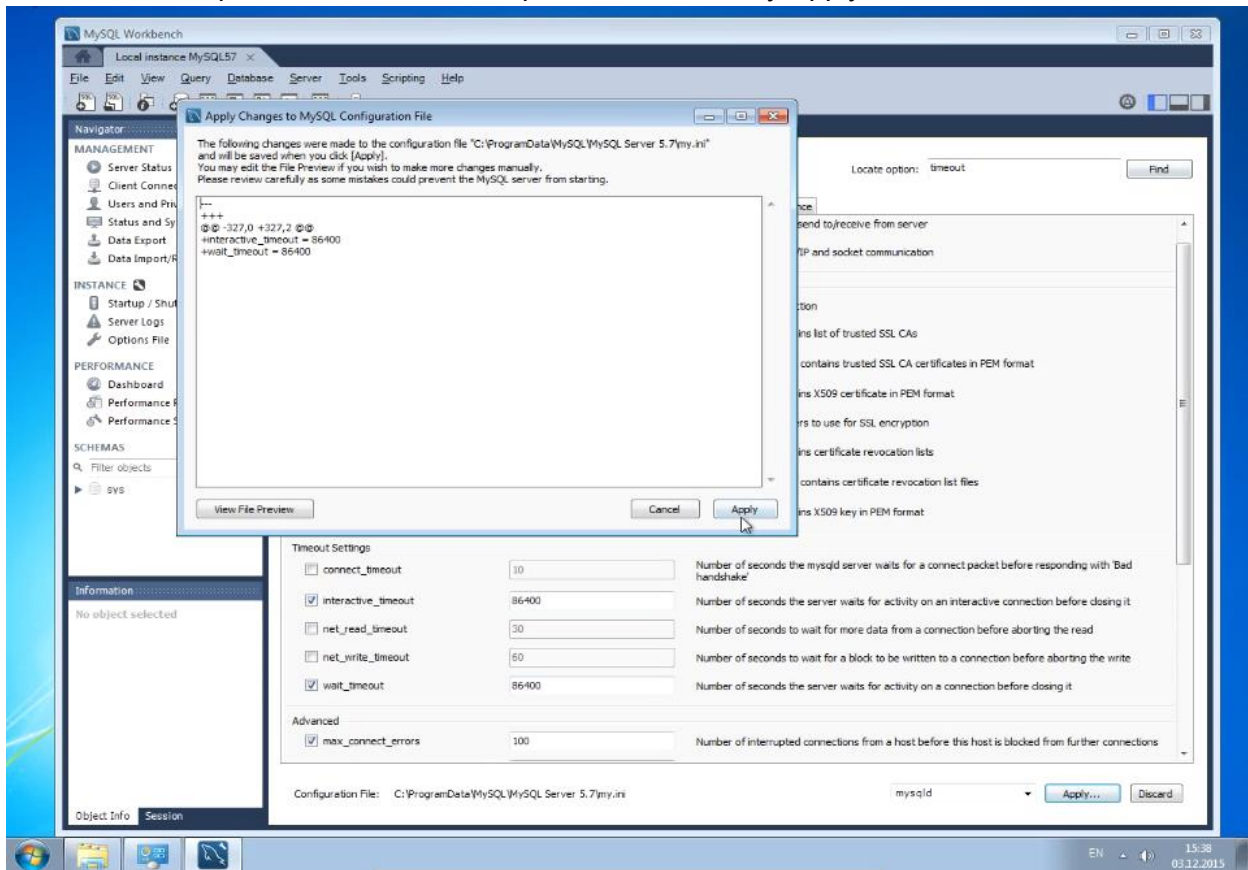 MySQL Workbench
Local instance MySQL57 ×
File Edit View Query Database Server Tools Scripting Help
Navigator
MANAGEMENT
Server Status
Client Connec
Users and Priv
Status and Sy
Data Export
Data Import/R
INSTANCE
Startup / Shut
Server Logs
Options File
PERFORMANCE
Dashboard
Performance R
Performance S
SCHEMAS
Filter objects
sys
Information
No object selected
Object Info Session
Apply Changes to MySQL Configuration File
The following changes were made to the configuration file "C:\ProgramData\MySQL\MySQL Server 5.7\my.ini"
and will be saved when you click [Apply].
You may edit the File Preview if you wish to make more changes manually.
Please review carefully as some mistakes could prevent the MySQL server from starting.
---
+++
@@ -327,0 +327,2 @@
+interactive_timeout = 86400
+wait_timeout = 86400
View File Preview Cancel Apply
Locate option: timeout Find
nce
send to/receive from server
/IP and socket communication
ction
ins list of trusted SSL CAs
contains trusted SSL CA certificates in PEM format
ins X509 certificate in PEM format
rs to use for SSL encryption
ins certificate revocation lists
contains certificate revocation list files
ins X509 key in PEM format
Timeout Settings
connect_timeout 10 Number of seconds the mysqld server waits for a connect packet before responding with 'Bad
handshake'
interactive_timeout 86400 Number of seconds the server waits for activity on an interactive connection before closing it
net_read_timeout 30 Number of seconds to wait for more data from a connection before aborting the read
net_write_timeout 60 Number of seconds to wait for a block to be written to a connection before aborting the write
wait_timeout 86400 Number of seconds the server waits for activity on a connection before closing it
Advanced
max_connect_errors 100 Number of interrupted connections from a host before this host is blocked from further connections
Configuration File: C:\ProgramData\MySQL\MySQL Server 5.7\my.ini mysqld Apply... Discard
EN 15:38
03.12.2015